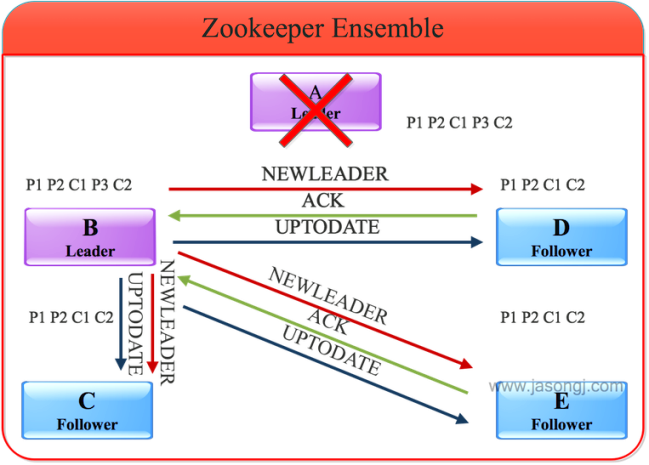 Zookeeper Ensemble
A
Leader
P1 P2 C1 P3 C2
P1 P2 C1 P3 C2
NEWLEADER
P1 P2 C1 C2
ACK
B
Leader
UPTODATE
D
Follower
NEWLEADER
UPTODATE
NEWLEADER
ACK
UPTODATE
P1 P2 C1 C2
P1 P2 C1 C2
C
Follower
www.jasongj.com
E
Follower